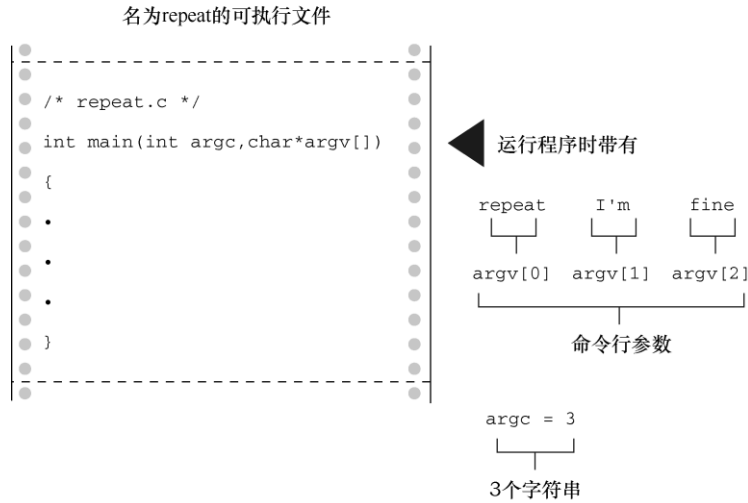 名为repeat的可执行文件
/* repeat.c */
int main(int argc,char*argv[])
{
•
•
•
}
运行程序时带有
repeat I'm fine
argv[0] argv[1] argv[2]
命令行参数
argc = 3
3个字符串